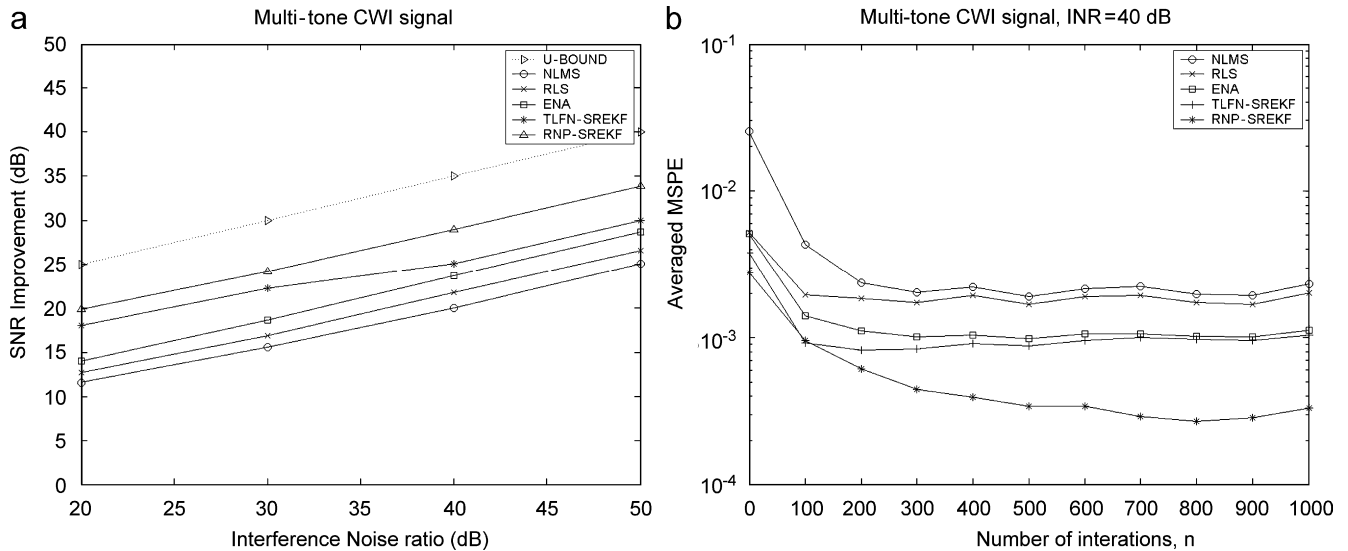 a
Multi-tone CWI signal
50
45
40
35
30
25
20
15
10
5
0
SNR Improvement (dB)
U-BOUND
NLMS
RLS
ENA
TLFN-SREKF
RNP-SREKF
20 25 30 35 40 45 50
Interference Noise ratio (dB)
b
Multi-tone CWI signal, INR=40 dB
10-1
10-2
10-3
10-4
Averaged MSPE
NLMS
RLS
ENA
TLFN-SREKF
RNP-SREKF
0 100 200 300 400 500 600 700 800 900 1000
Number of interations, n